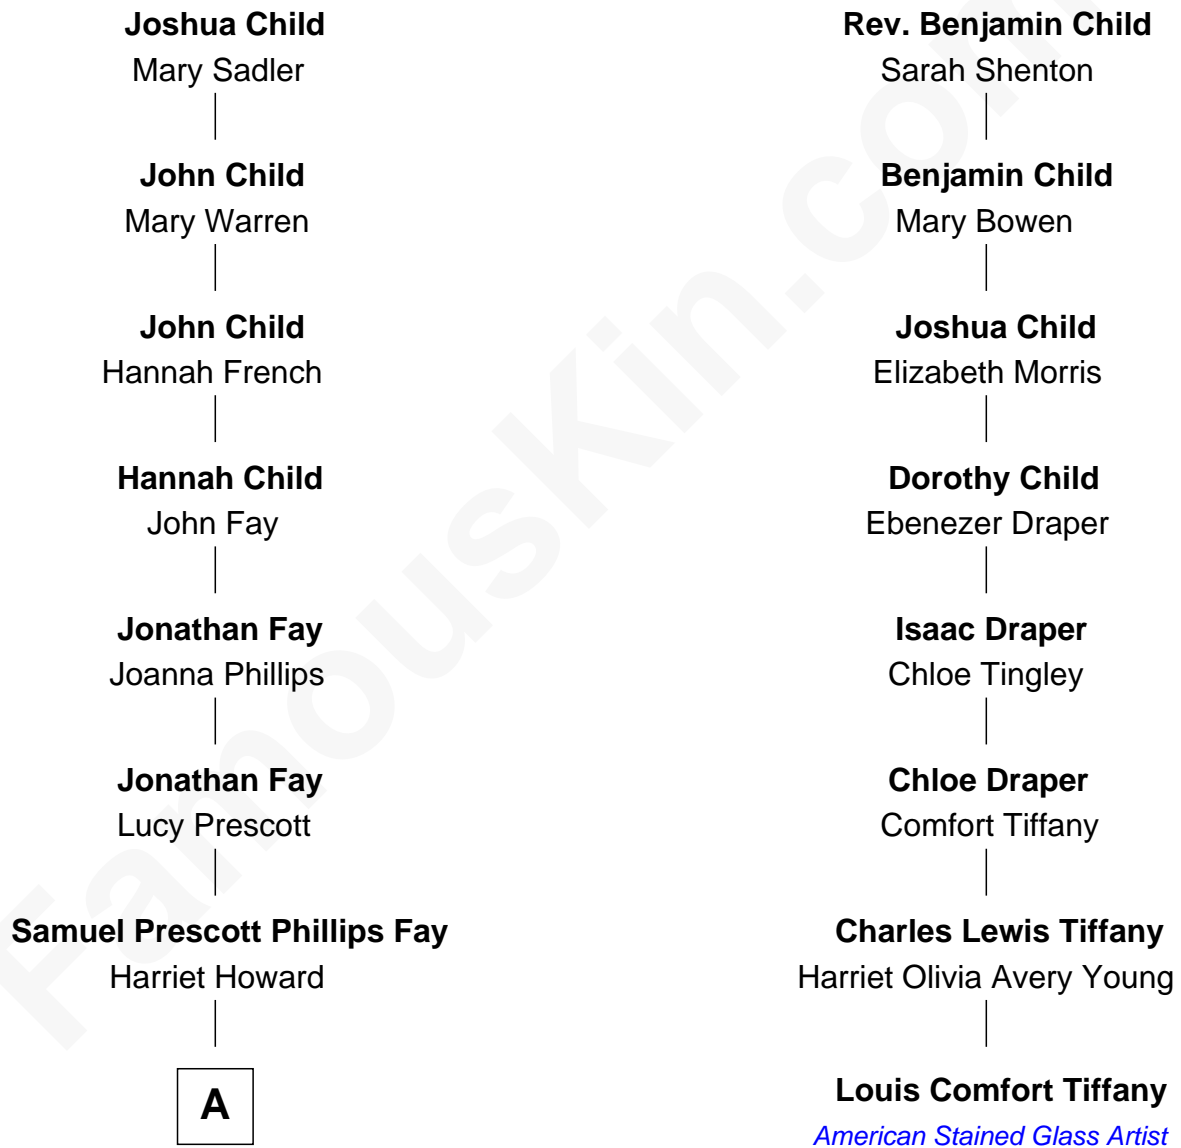 Joshua Child
Mary Sadler
John Child
Mary Warren
John Child
Hannah French
Hannah Child
John Fay
Jonathan Fay
Joanna Phillips
Jonathan Fay
Lucy Prescott
Samuel Prescott Phillips Fay
Harriet Howard
A
Rev. Benjamin Child
Sarah Shenton
Benjamin Child
Mary Bowen
Joshua Child
Elizabeth Morris
Dorothy Child
Ebenezer Draper
Isaac Draper
Chloe Tingley
Chloe Draper
Comfort Tiffany
Charles Lewis Tiffany
Harriet Olivia Avery Young
Louis Comfort Tiffany
American Stained Glass Artist
FamousKin.com